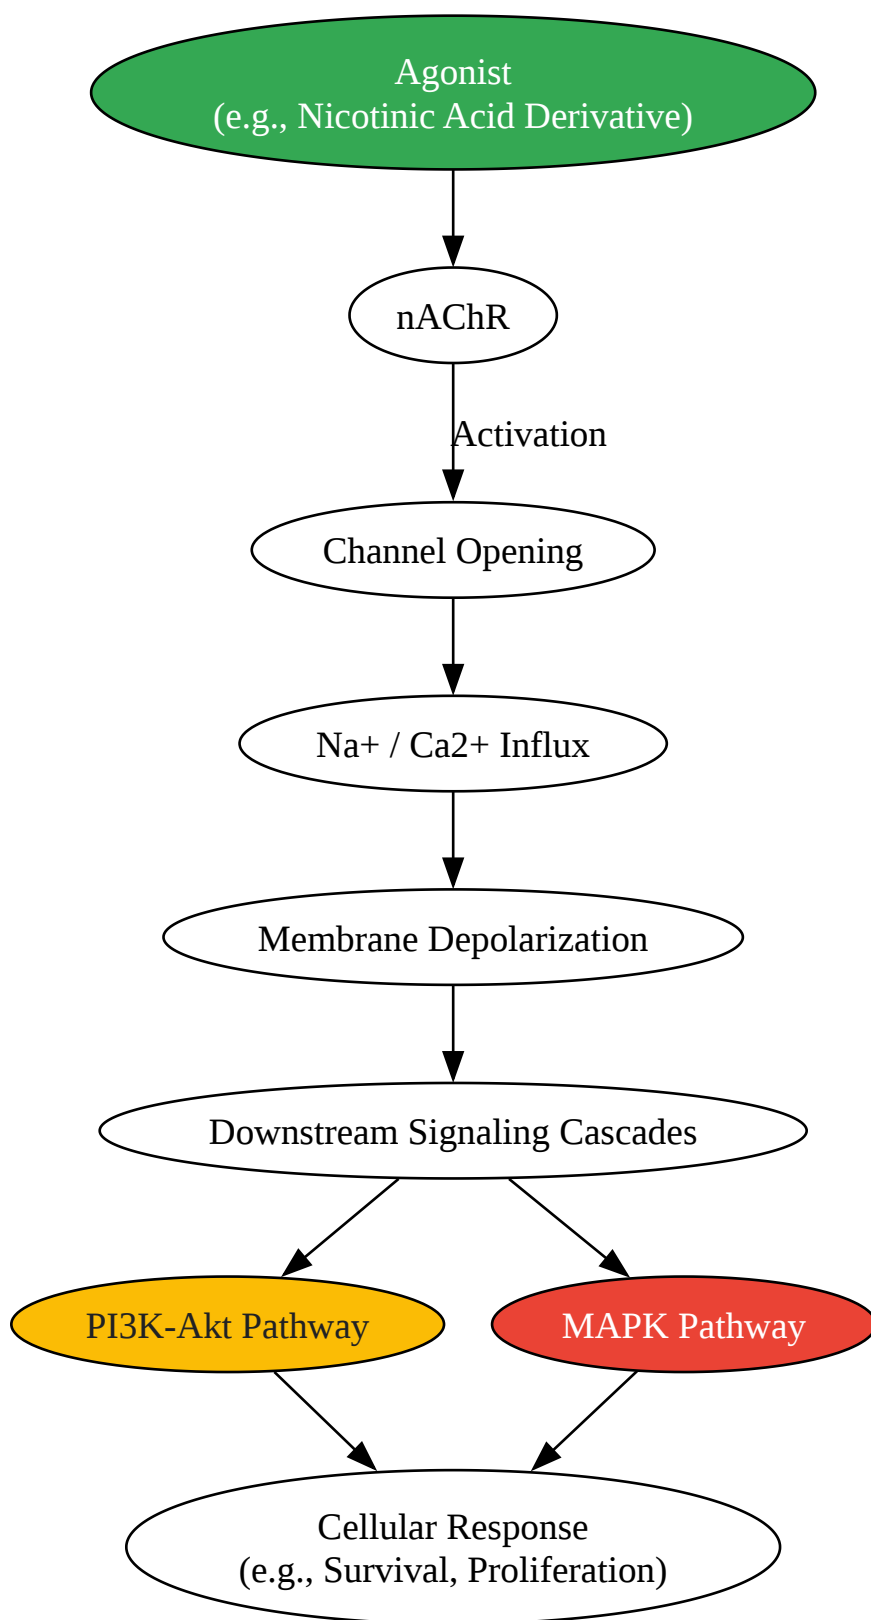 Agonist
(e.g., Nicotinic Acid Derivative)
nAChR
Activation
Channel Opening
Na+ / Ca2+ Influx
Membrane Depolarization
Downstream Signaling Cascades
PI3K-Akt Pathway
MAPK Pathway
Cellular Response
(e.g., Survival, Proliferation)